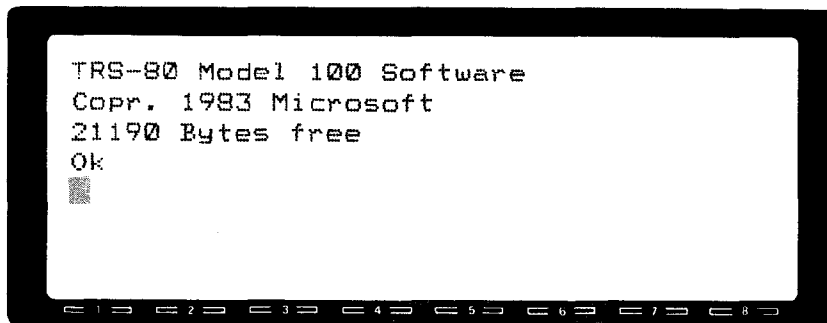 TRS-80 Model 100 Software
Copr. 1983 Microsoft
21190 Bytes free
Ok
1 2 3 4 5 6 7 8